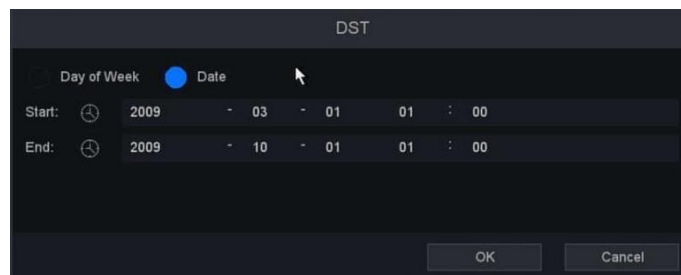 DST
Day of Week Date
Start: 2009 - 03 - 01 01 : 00
End: 2009 - 10 - 01 01 : 00
OK Cancel